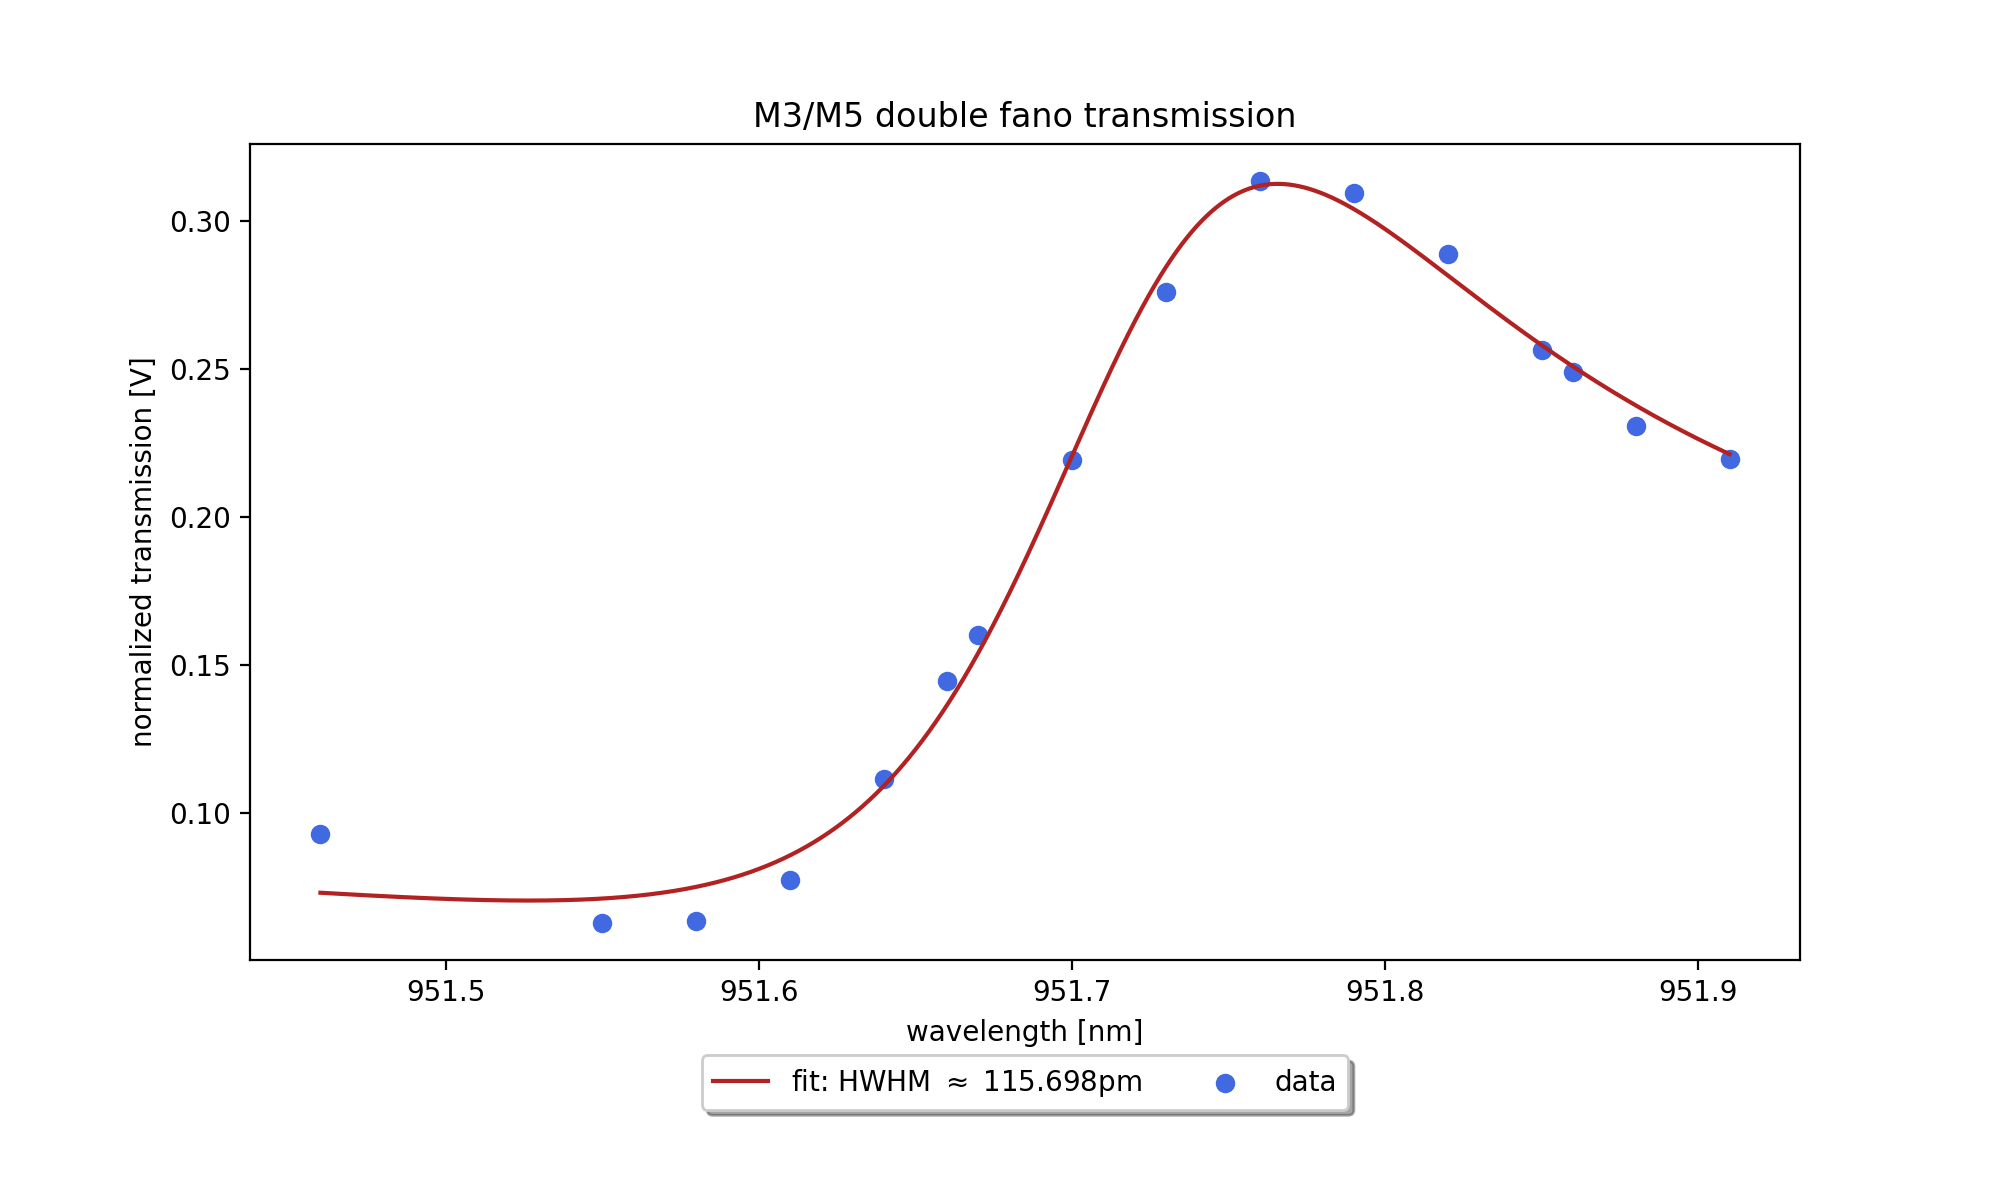 M3/M5 double fano transmission
normalized transmission [V]
0.30
0.25
0.20
0.15
0.10
951.5 951.6 951.7 951.8 951.9
wavelength [nm]
fit: HWHM ≈ 115.698pm data